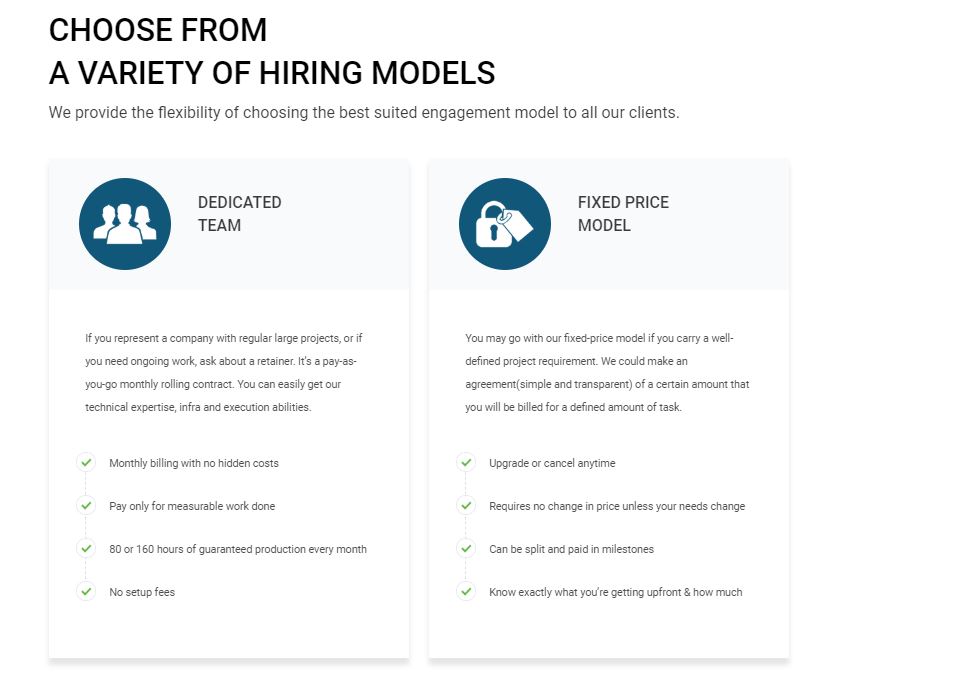 CHOOSE FROM
A VARIETY OF HIRING MODELS
We provide the flexibility of choosing the best suited engagement model to all our clients.
DEDICATED
TEAM
If you represent a company with regular large projects, or if
you need ongoing work, ask about a retainer. It's a pay-as-
you-go monthly rolling contract. You can easily get our
technical expertise, infra and execution abilities.
Monthly billing with no hidden costs
Pay only for measurable work done
80 or 160 hours of guaranteed production every month
No setup fees
FIXED PRICE
MODEL
You may go with our fixed-price model if you carry a well-
defined project requirement. We could make an
agreement(simple and transparent) of a certain amount that
you will be billed for a defined amount of task.
Upgrade or cancel anytime
Requires no change in price unless your needs change
Can be split and paid in milestones
Know exactly what you're getting upfront & how much